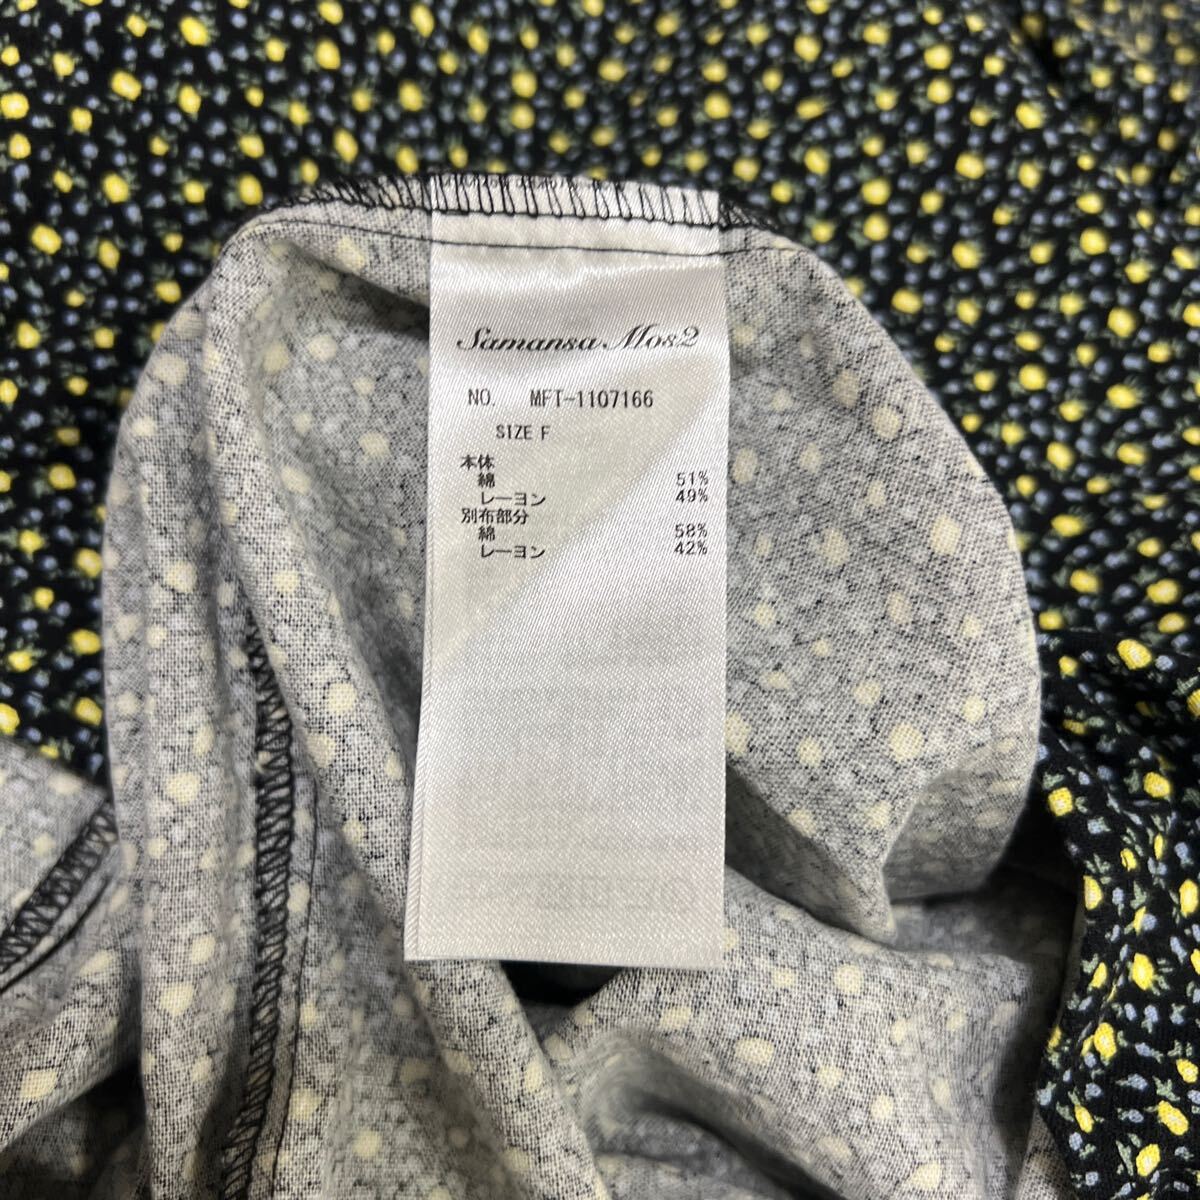 Samansa Mos2
NO. MFT-1107166
SIZE F
本体
綿 51%
レーヨン 49%
別布部分
綿 58%
レーヨン 42%